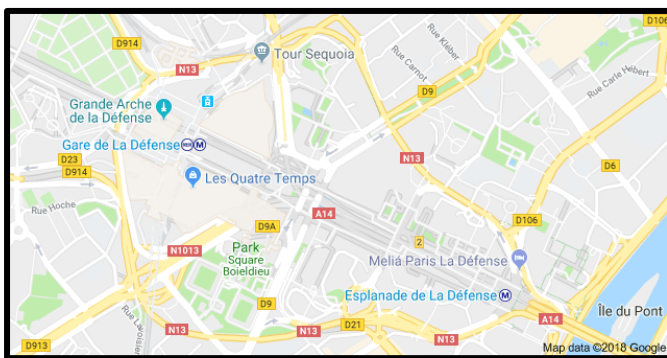 D914
N13
Tour Sequoia
Rue Kléber
Rue Carnot
D106
Rue Carle Hébert
D9
Grande Arche
de la Défense
Gare de La Défense
M
D23
D914
Les Quatre Temps
N13
D6
Rue Hoche
D9A
A14
D106
N1013
Park
Square
Boieldieu
2
Meliá Paris La Défense
Esplanade de La Défense
M
D9
N13
D21
N13
A14
Île du Pont
D913
Map data ©2018 Google